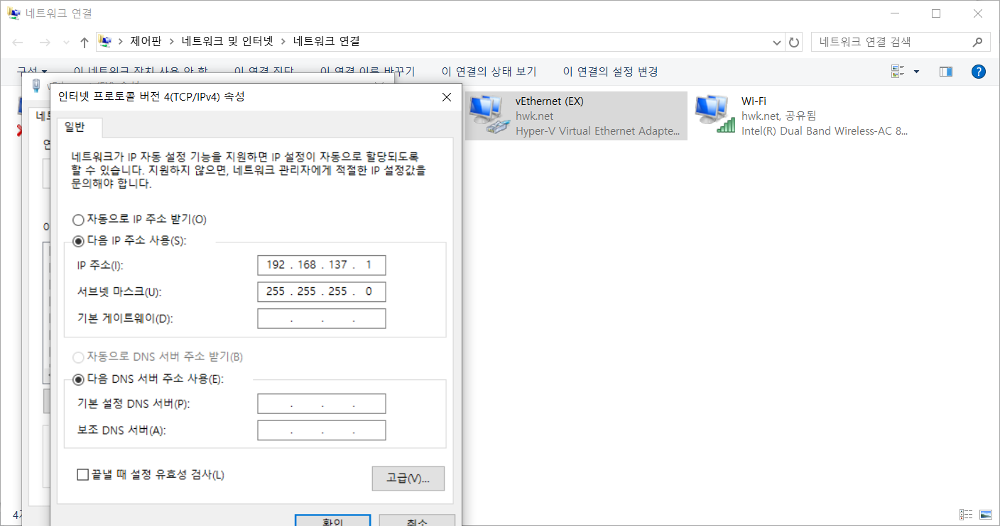 네트워크 연결
제어판 > 네트워크 및 인터넷 > 네트워크 연결
네트워크 연결 검색
구성 이 네트워크 장치 사용 안 함 이 연결 진단 이 연결 이름 바꾸기 이 연결의 상태 보기 이 연결의 설정 변경
인터넷 프로토콜 버전 4(TCP/IPv4) 속성
일반
네트워크가 IP 자동 설정 기능을 지원하면 IP 설정이 자동으로 할당되도록
할 수 있습니다. 지원하지 않으면, 네트워크 관리자에게 적절한 IP 설정값을
문의해야 합니다.
자동으로 IP 주소 받기(O)
다음 IP 주소 사용(S):
IP 주소(I): 192 . 168 . 137 . 1
서브넷 마스크(U): 255 . 255 . 255 . 0
기본 게이트웨이(D): . . .
자동으로 DNS 서버 주소 받기(B)
다음 DNS 서버 주소 사용(E):
기본 설정 DNS 서버(P): . . .
보조 DNS 서버(A): . . .
끝낼 때 설정 유효성 검사(L)
고급(V)...
확인 취소
vEthernet (EX)
hwk.net
Hyper-V Virtual Ethernet Adapte...
Wi-Fi
hwk.net, 공유됨
Intel(R) Dual Band Wireless-AC 8...